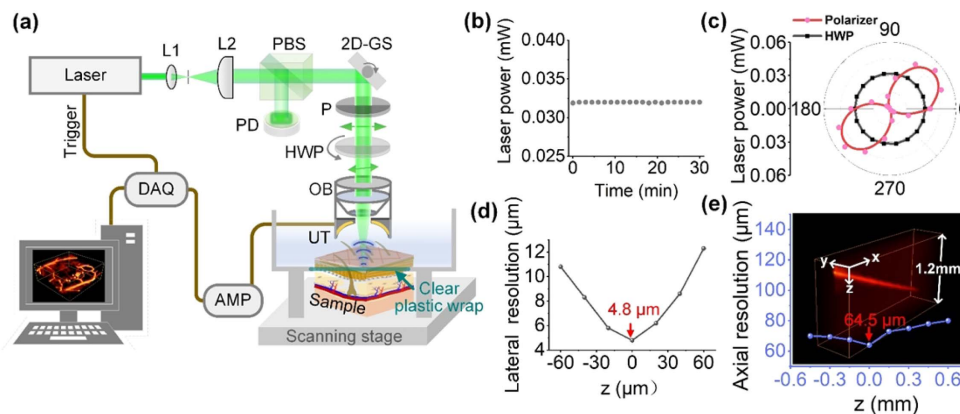 (a)
L1
L2
PBS
2D-GS
Laser
P
PD
HWP
Trigger
OB
DAQ
UT
AMP
Sample
Clear
plastic wrap
Scanning stage
(b)
Laser power (mW)
0.040
0.035
0.030
0.025
0
10
20
30
Time (min)
(c)
Polarizer
HWP
90
Laser power (mW)
0.06
0.03
0.00
0.03
0.06
180
270
(d)
Lateral resolution (μm)
12
10
8
6
4
4.8 μm
-60
-30
0
30
60
z (μm)
(e)
Axial resolution (μm)
140
120
100
80
60
y
x
z
1.2mm
64.5 μm
-0.6
-0.3
0.0
0.3
0.6
z (mm)